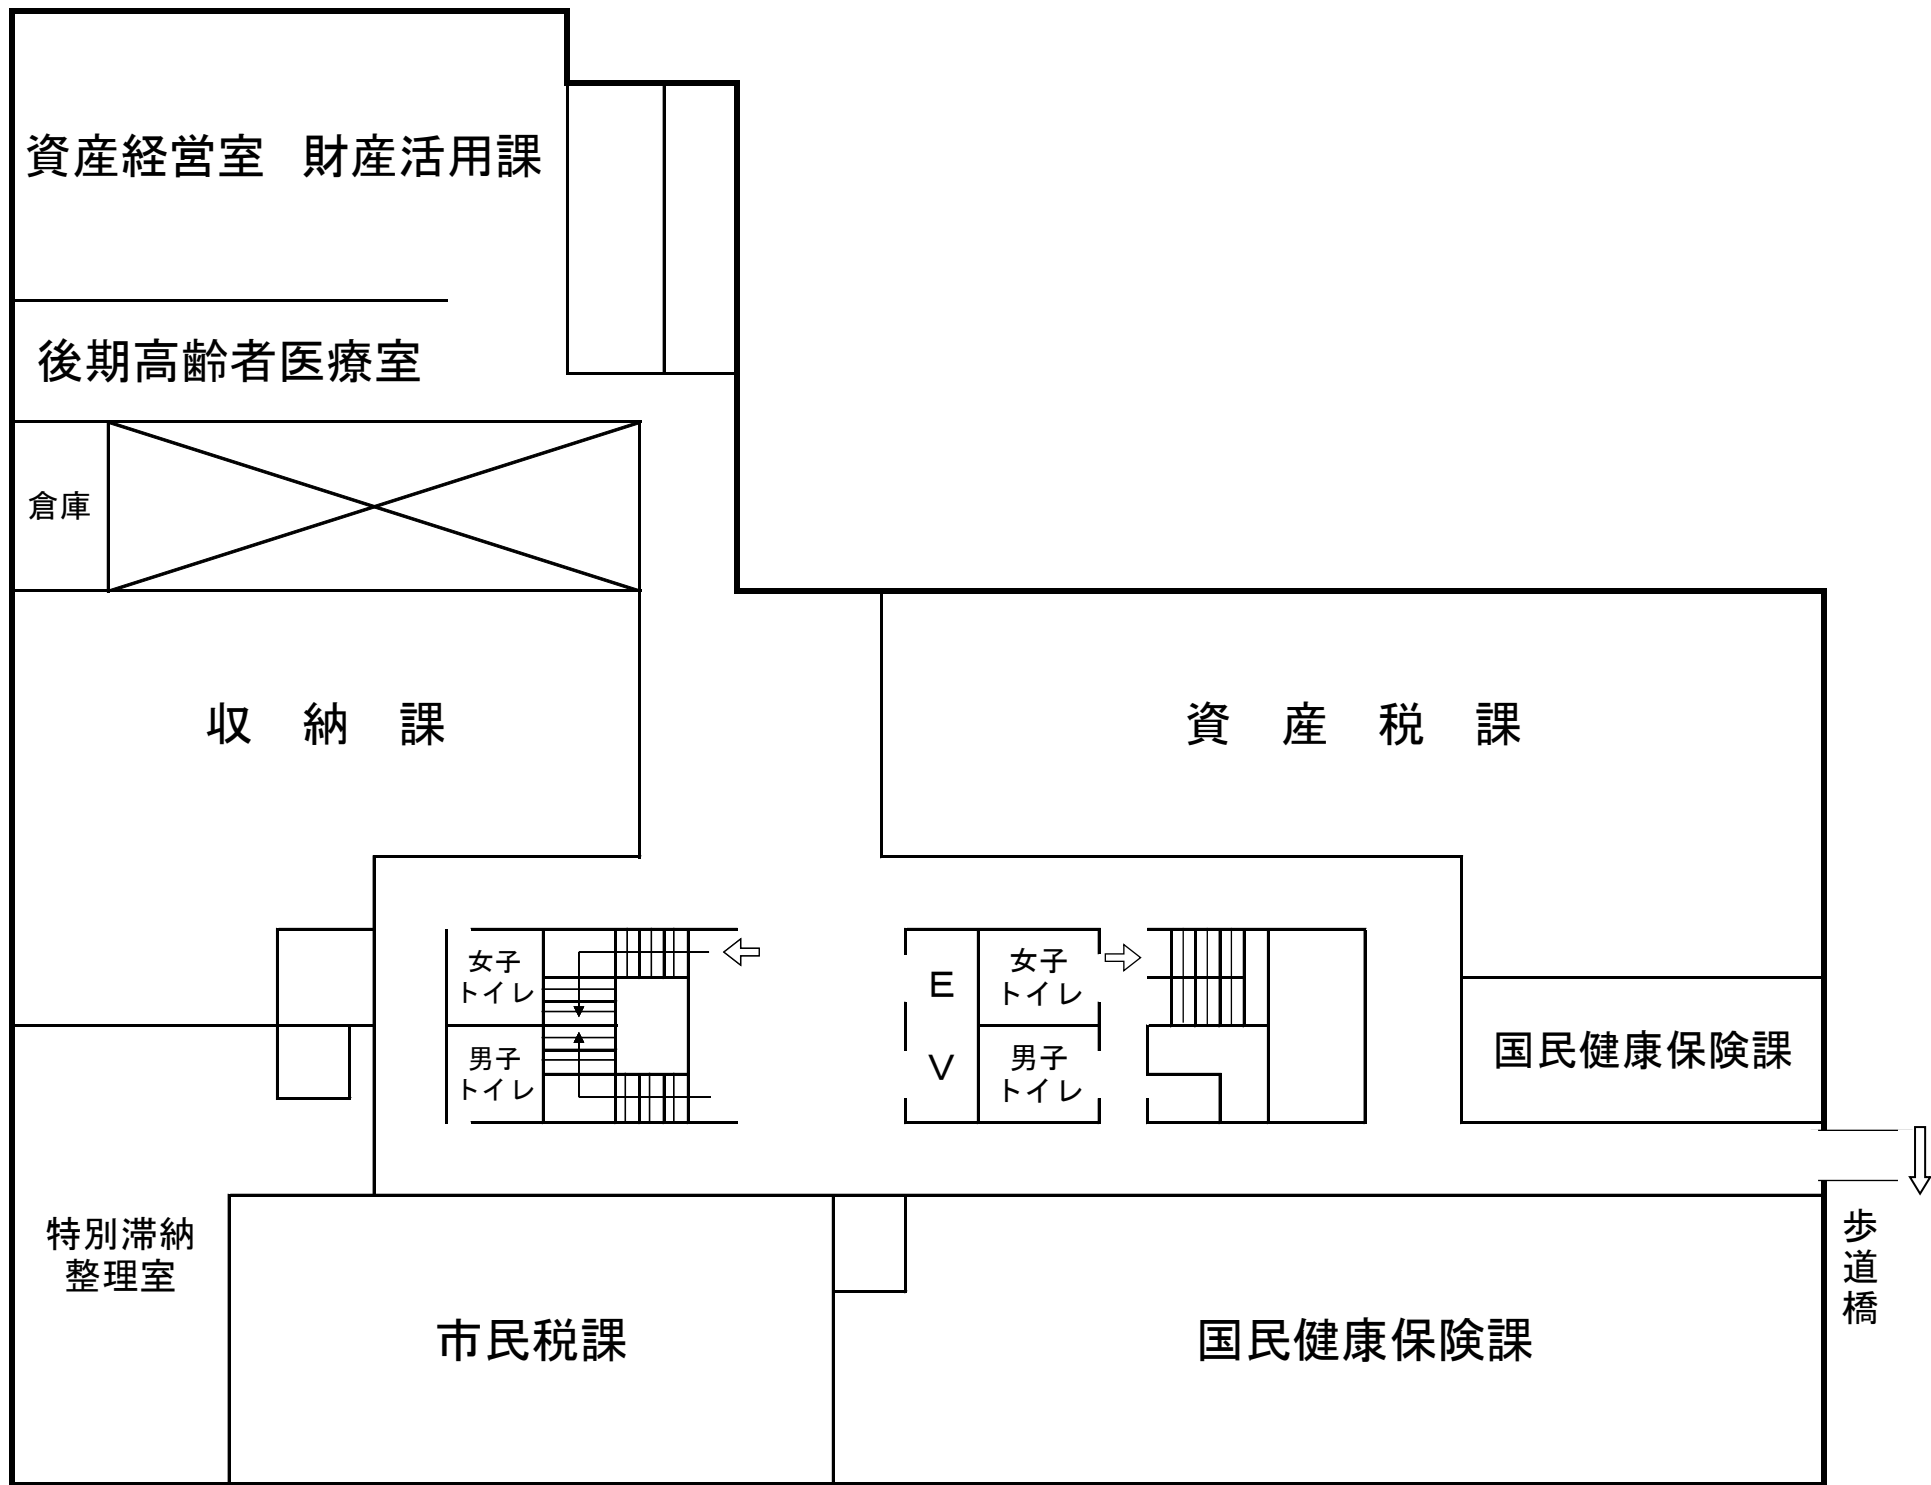 資産経営室　財産活用課
後期高齢者医療室
倉庫
収　納　課
資　産　税　課
女子
トイレ
男子
トイレ
E
V
女子
トイレ
男子
トイレ
国民健康保険課
特別滞納
整理室
市民税課
国民健康保険課
歩道橋